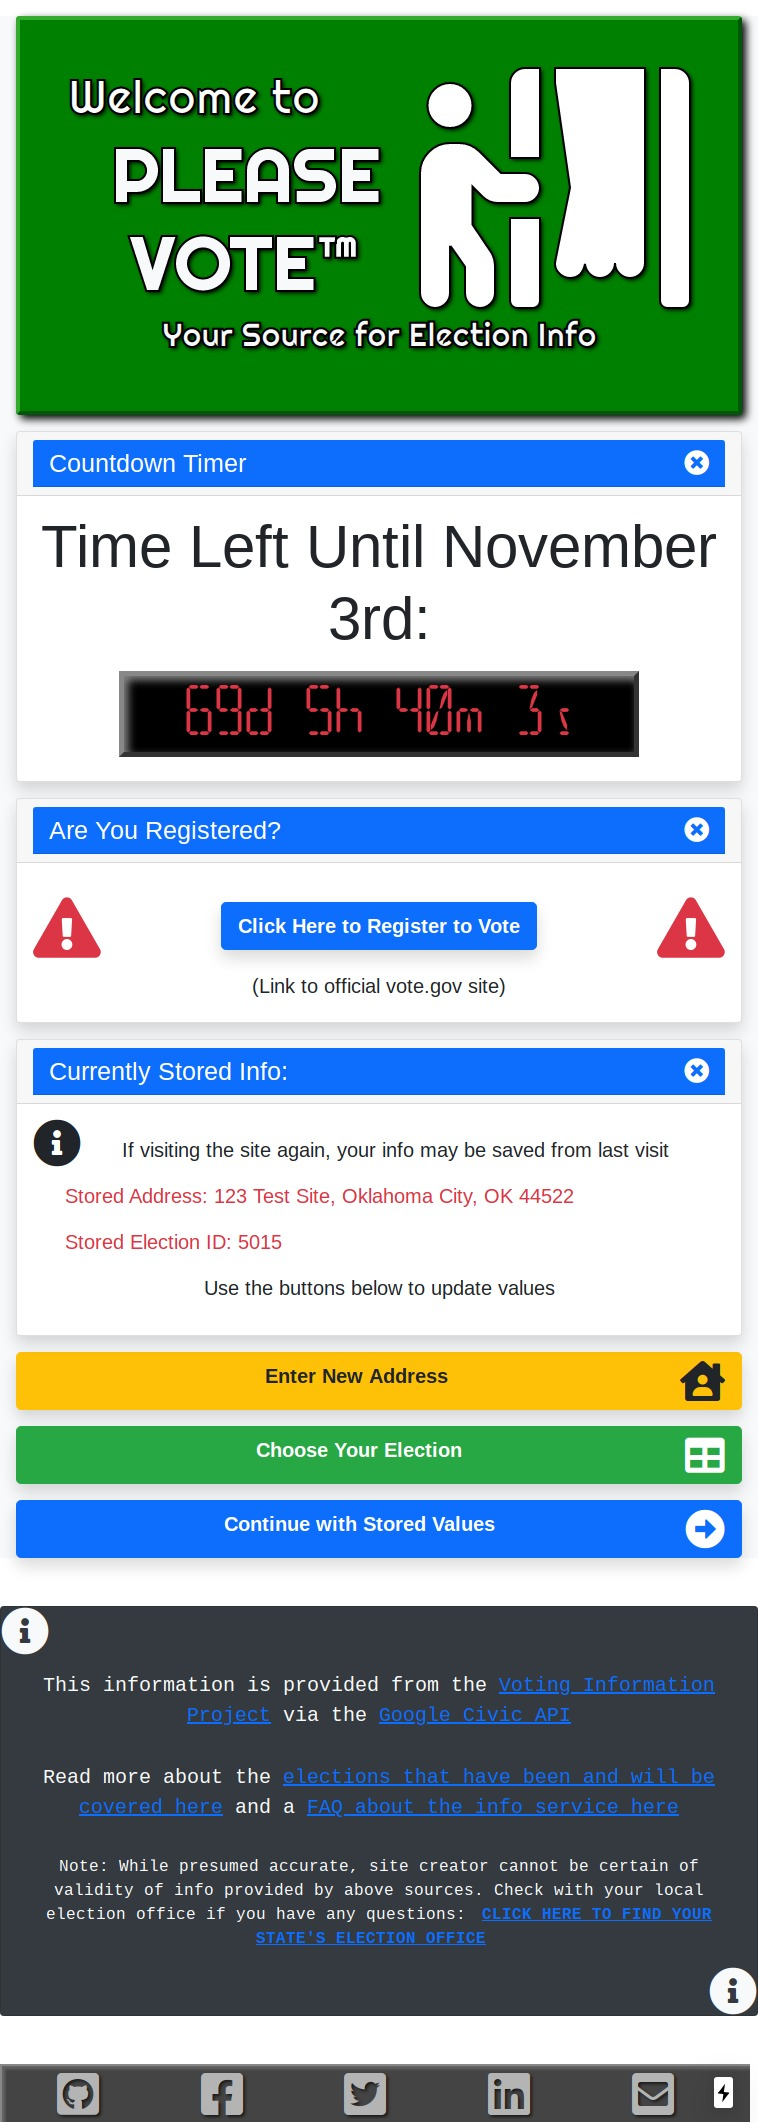 Welcome to
PLEASE
VOTE™
Your Source for Election Info
Countdown Timer
Time Left Until November
3rd:
69d 5h 40m 3s
Are You Registered?
Click Here to Register to Vote
(Link to official vote.gov site)
Currently Stored Info:
If visiting the site again, your info may be saved from last visit
Stored Address: 123 Test Site, Oklahoma City, OK 44522
Stored Election ID: 5015
Use the buttons below to update values
Enter New Address
Choose Your Election
Continue with Stored Values
This information is provided from the Voting Information
Project via the Google Civic API
Read more about the elections that have been and will be
covered here and a FAQ about the info service here
Note: While presumed accurate, site creator cannot be certain of
validity of info provided by above sources. Check with your local
election office if you have any questions: CLICK HERE TO FIND YOUR
STATE'S ELECTION OFFICE